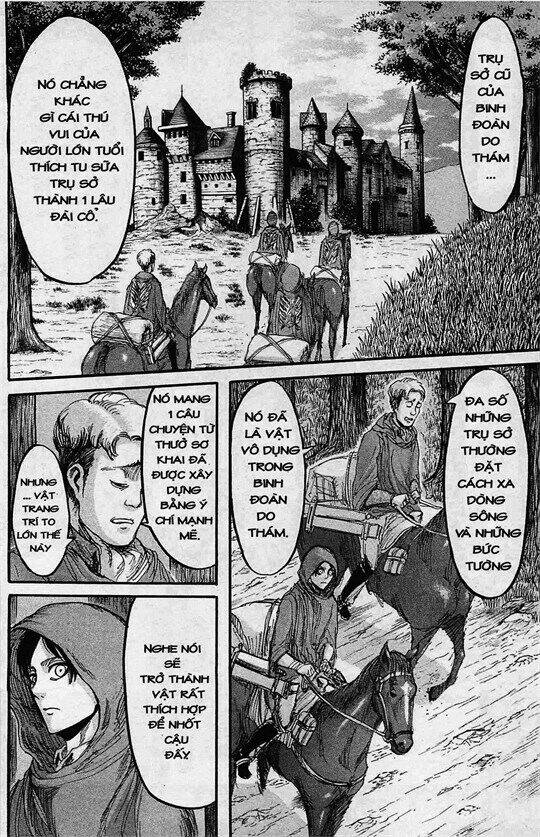 TRỤ
SỞ CŨ
CỦA
BINH
ĐOÀN
DO
THÁM
...
NÓ CHẲNG
KHÁC
GÌ CÁI THÚ
VUI CỦA
NGƯỜI LỚN TUỔI
THÍCH TU SỬA
TRỤ SỞ
THÀNH 1 LÂU
ĐÀI CỔ.
ĐA SỐ
NHỮNG
TRỤ SỞ
THƯỜNG
ĐẶT
CÁCH XA
DÒNG
SÔNG
VÀ NHỮNG
BỨC
TƯỜNG
NÓ ĐÃ
LÀ VẬT
VÔ DỤNG
TRONG
BINH
ĐOÀN DO
THÁM.
NÓ MANG
1 CÂU
CHUYỆN TỪ
THUỞ SƠ
KHAI ĐÃ
ĐƯỢC XÂY
DỰNG
BẰNG Ý
CHÍ MẠNH
MẼ.
NHƯNG
... VẬT
TRANG
TRÍ TO
LỚN THẾ
NÀY
NGHE NÓI
SẼ
TRỞ THÀNH
VẬT RẤT
THÍCH HỢP
ĐỂ NHỐT
CẬU
ĐẤY